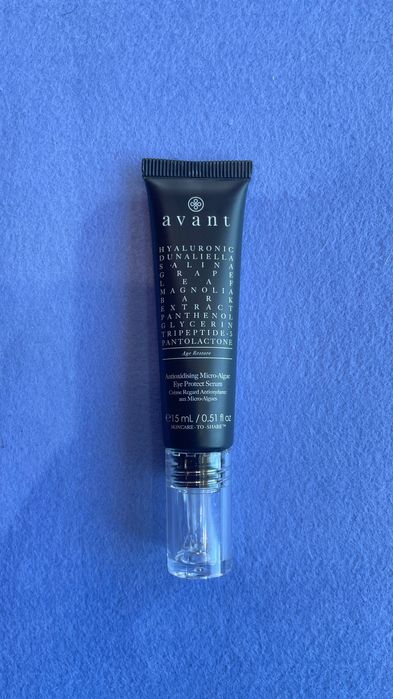 avant
HYALURONIC
DUNALIELLA
SALINA
GRAPE
LEAF
MAGNOLIA
BARK
EXTRACT
PANTHENOL
GLYCERIN
TRIPEPTIDE-5
PANTOLACTONE
Age Restore
Antioxidising Micro-Algae
Eye Protect Serum
Crème Regard Antioxydante
aux Micro-Algues
℮15 mL / 0.51 fl oz
SKINCARE - TO - SHARE™